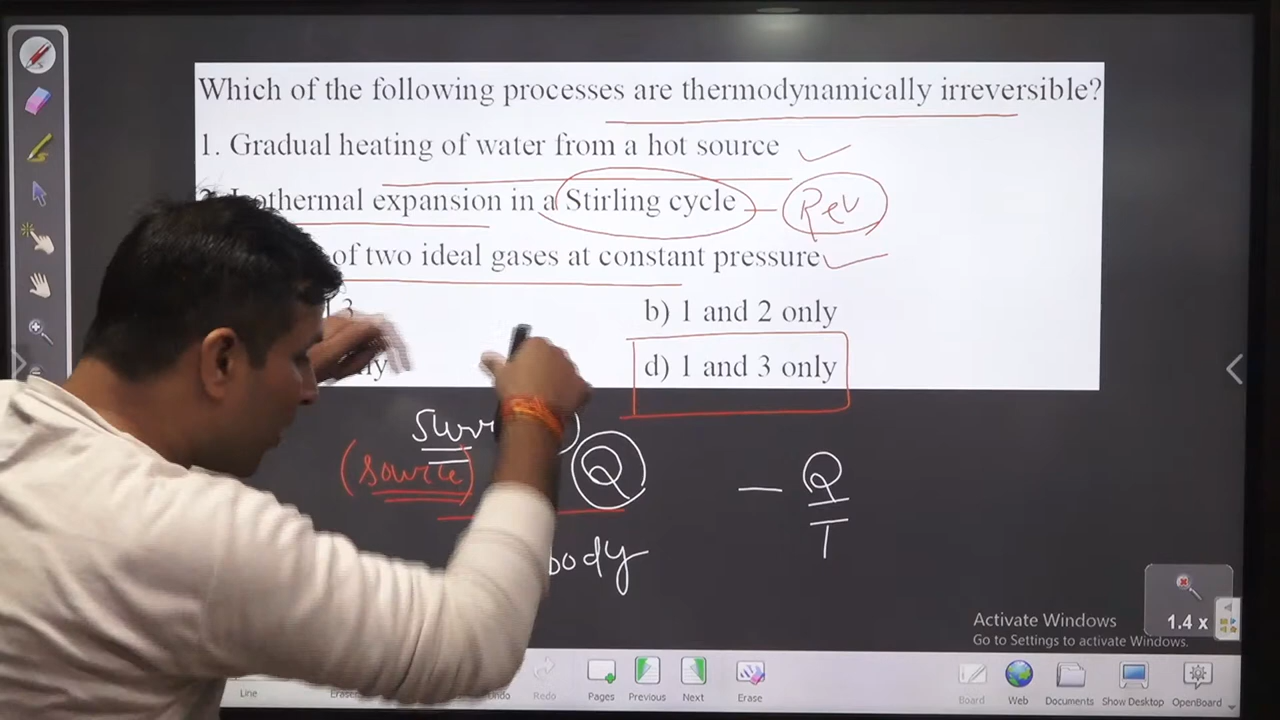 Which of the following processes are thermodynamically irreversible?
1. Gradual heating of water from a hot source
expansion in a Stirling cycle — Rev
of two ideal gases at constant pressure
3
b) 1 and 2 only
d) 1 and 3 only
(source) Q
— Q
T
body
Activate Windows
Go to Settings to activate Windows.
1.4 x
Line
Redo
Pages
Previous
Next
Erase
Board
Web
Documents
Show Desktop
OpenBoard